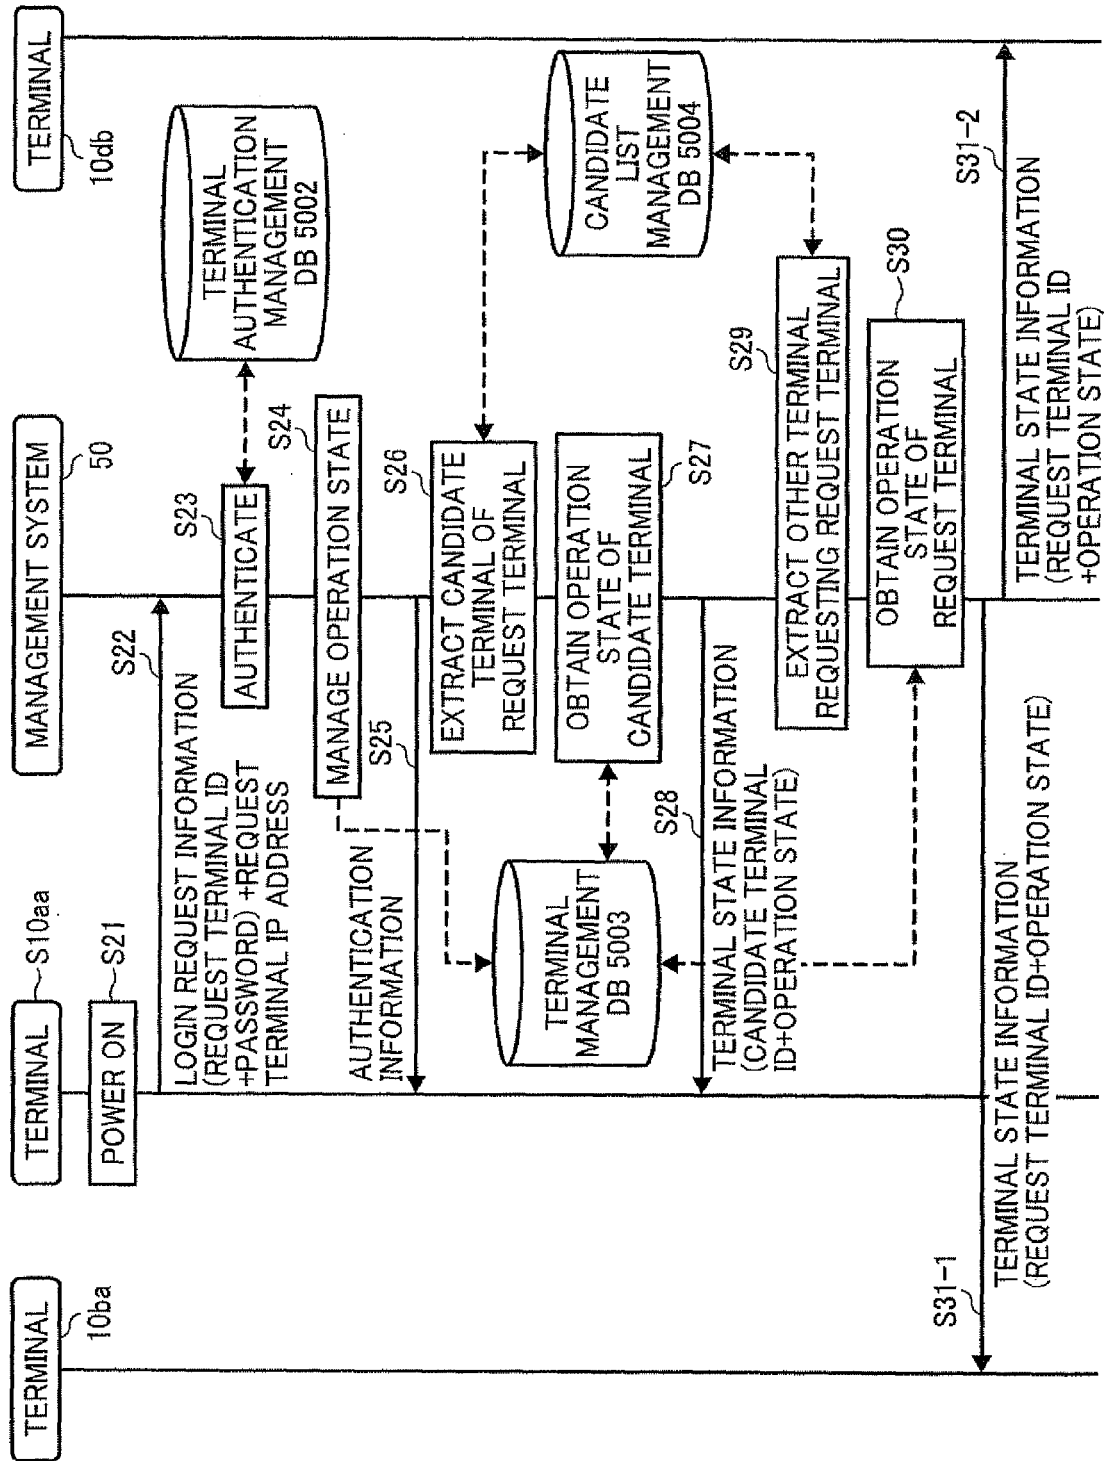 TERMINAL
10ba
TERMINAL
S10aa
MANAGEMENT SYSTEM
50
TERMINAL
10db
POWER ON
S21
S22
LOGIN REQUEST INFORMATION
(REQUEST TERMINAL ID
+PASSWORD) +REQUEST
TERMINAL IP ADDRESS
S23
AUTHENTICATE
TERMINAL
AUTHENTICATION
MANAGEMENT
DB 5002
S24
MANAGE OPERATION STATE
S25
AUTHENTICATION
INFORMATION
S26
EXTRACT CANDIDATE
TERMINAL OF
REQUEST TERMINAL
CANDIDATE
LIST
MANAGEMENT
DB 5004
TERMINAL
MANAGEMENT
DB 5003
OBTAIN OPERATION
STATE OF
CANDIDATE TERMINAL
S27
S28
TERMINAL STATE INFORMATION
(CANDIDATE TERMINAL
ID+OPERATION STATE)
S29
EXTRACT OTHER TERMINAL
REQUESTING REQUEST TERMINAL
OBTAIN OPERATION
STATE OF
REQUEST TERMINAL
S30
S31-1
TERMINAL STATE INFORMATION
(REQUEST TERMINAL ID+OPERATION STATE)
S31-2
TERMINAL STATE INFORMATION
(REQUEST TERMINAL ID
+OPERATION STATE)